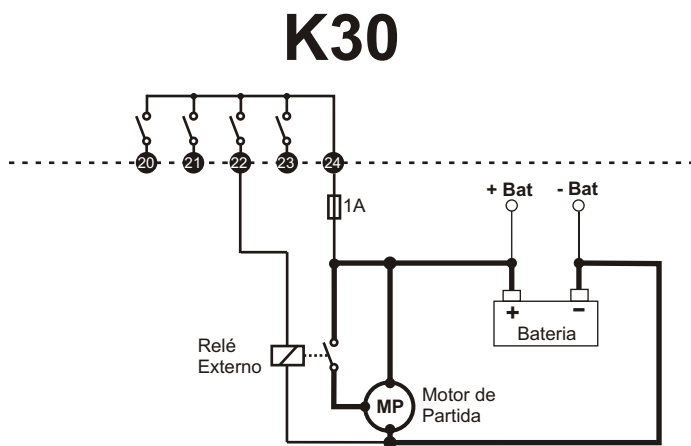 K30
20 21 22 23 24
1A
+ Bat - Bat
+ –
Bateria
Relé
Externo
MP
Motor de
Partida